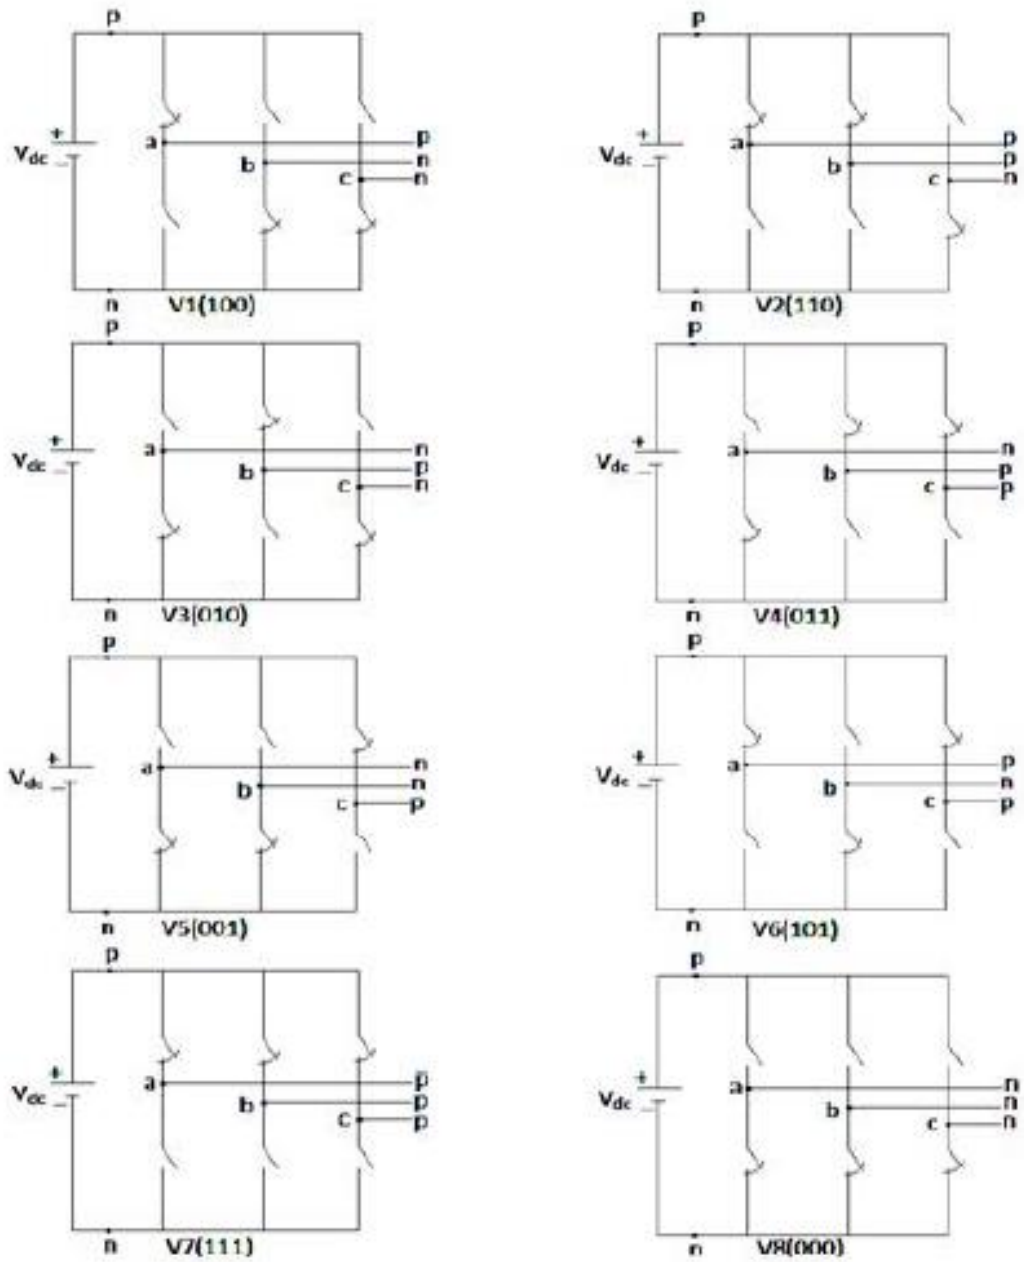 p
+
Vdc
−
a
b
c
p
n
n
n
V1(100)
p
+
Vdc
−
a
b
c
p
p
n
n
V2(110)
p
+
Vdc
−
a
b
c
n
p
n
n
V3(010)
p
+
Vdc
−
a
b
c
n
p
p
n
V4(011)
p
+
Vdc
−
a
b
c
n
n
p
n
V5(001)
p
+
Vdc
−
a
b
c
p
n
p
n
V6(101)
p
+
Vdc
−
a
b
c
p
p
p
n
V7(111)
p
+
Vdc
−
a
b
c
n
n
n
n
V8(000)